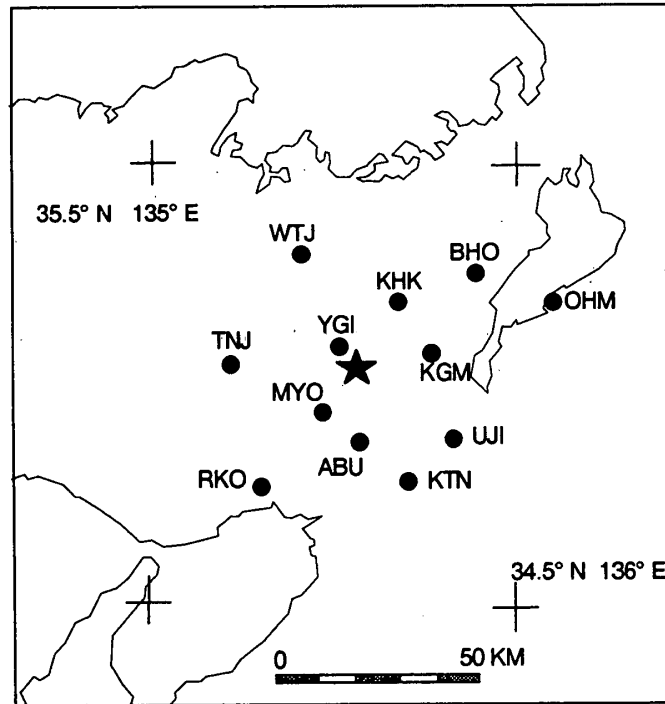 35.5° N 135° E
WTJ
BHO
KHK
OHM
YGI
TNJ
KGM
MYO
UJI
ABU
RKO
KTN
34.5° N 136° E
0 50 KM